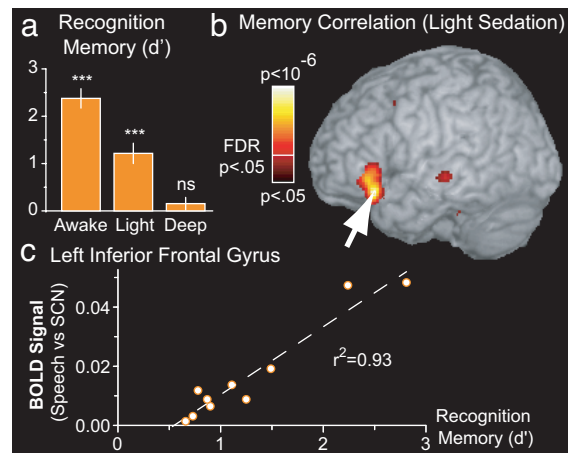 a Recognition
Memory (d’)
3
2
1
0
***
***
ns
Awake Light Deep
b Memory Correlation (Light Sedation)
p<10-6
FDR
p<.05
p<.05
c Left Inferior Frontal Gyrus
BOLD Signal
(Speech vs SCN)
0.04
0.02
0.00
r2=0.93
0 1 2 3
Recognition
Memory (d')